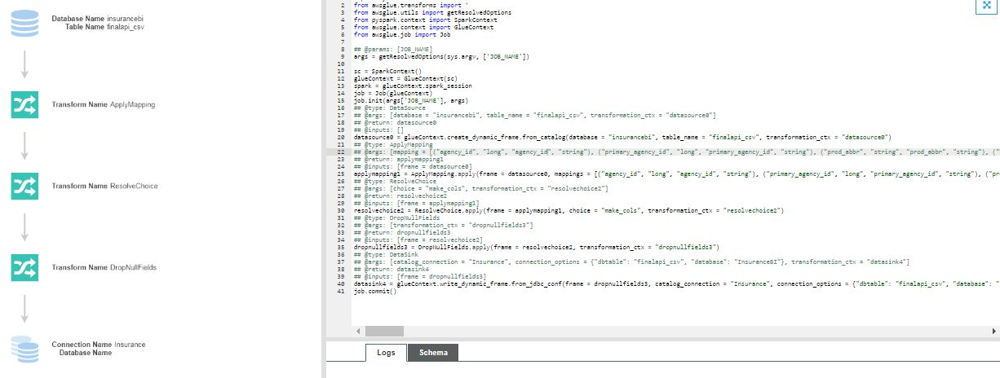 Database Name insurancebi
Table Name finalapi_csv
Transform Name ApplyMapping
Transform Name ResolveChoice
Transform Name DropNullFields
Connection Name Insurance
Database Name
2 from awsglue.transforms import *
3 from awsglue.utils import getResolvedOptions
4 from pyspark.context import SparkContext
5 from awsglue.context import GlueContext
6 from awsglue.job import Job
7
8 ## @params: [JOB_NAME]
9 args = getResolvedOptions(sys.argv, ['JOB_NAME'])
10
11 sc = SparkContext()
12 glueContext = GlueContext(sc)
13 spark = glueContext.spark_session
14 job = Job(glueContext)
15 job.init(args['JOB_NAME'], args)
16 ## @type: DataSource
17 ## @args: [database = "insurancebi", table_name = "finalapi_csv", transformation_ctx = "datasource0"]
18 ## @return: datasource0
19 ## @inputs: []
20 datasource0 = glueContext.create_dynamic_frame.from_catalog(database = "insurancebi", table_name = "finalapi_csv", transformation_ctx = "datasource0")
21 ## @type: ApplyMapping
22 ## @args: [mapping = [("agency_id", "long", "agency_id", "string"), ("primary_agency_id", "long", "primary_agency_id", "string"), ("prod_abbr", "string", "prod_abbr", "string"), ("
23 ## @return: applymapping1
24 ## @inputs: [frame = datasource0]
25 applymapping1 = ApplyMapping.apply(frame = datasource0, mappings = [("agency_id", "long", "agency_id", "string"), ("primary_agency_id", "long", "primary_agency_id", "string"), ("pr
26 ## @type: ResolveChoice
27 ## @args: [choice = "make_cols", transformation_ctx = "resolvechoice2"]
28 ## @return: resolvechoice2
29 ## @inputs: [frame = applymapping1]
30 resolvechoice2 = ResolveChoice.apply(frame = applymapping1, choice = "make_cols", transformation_ctx = "resolvechoice2")
31 ## @type: DropNullFields
32 ## @args: [transformation_ctx = "dropnullfields3"]
33 ## @return: dropnullfields3
34 ## @inputs: [frame = resolvechoice2]
35 dropnullfields3 = DropNullFields.apply(frame = resolvechoice2, transformation_ctx = "dropnullfields3")
36 ## @type: DataSink
37 ## @args: [catalog_connection = "Insurance", connection_options = {"dbtable": "finalapi_csv", "database": "InsuranceBI"}, transformation_ctx = "datasink4"]
38 ## @return: datasink4
39 ## @inputs: [frame = dropnullfields3]
40 datasink4 = glueContext.write_dynamic_frame.from_jdbc_conf(frame = dropnullfields3, catalog_connection = "Insurance", connection_options = {"dbtable": "finalapi_csv", "database": "
41 job.commit()
Logs
Schema